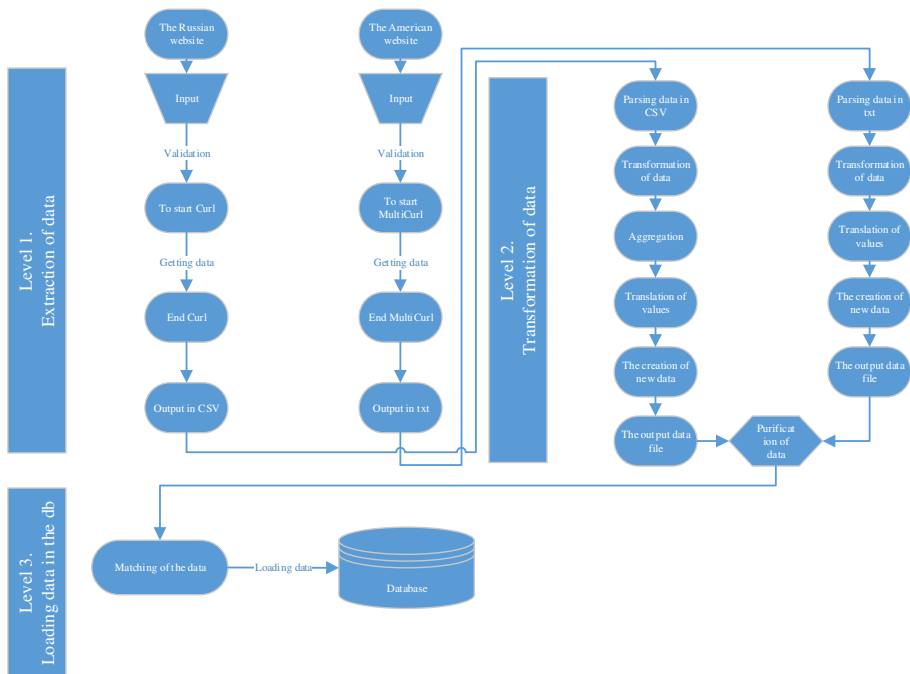 The Russian
website
The American
website
Level 1.
Extraction of data
Input
Input
Validation
Validation
To start Curl
To start
MultiCurl
Getting data
Getting data
End Curl
End MultiCurl
Output in CSV
Output in txt
Level 2.
Transformation of data
Parsing data in
CSV
Transformation
of data
Aggregation
Translation of
values
The creation of
new data
The output data
file
Parsing data in
txt
Transformation
of data
Translation of
values
The creation of
new data
The output data
file
Purificat
ion of
data
Level 3.
Loading data in the db
Matching of the data
Loading data
Database